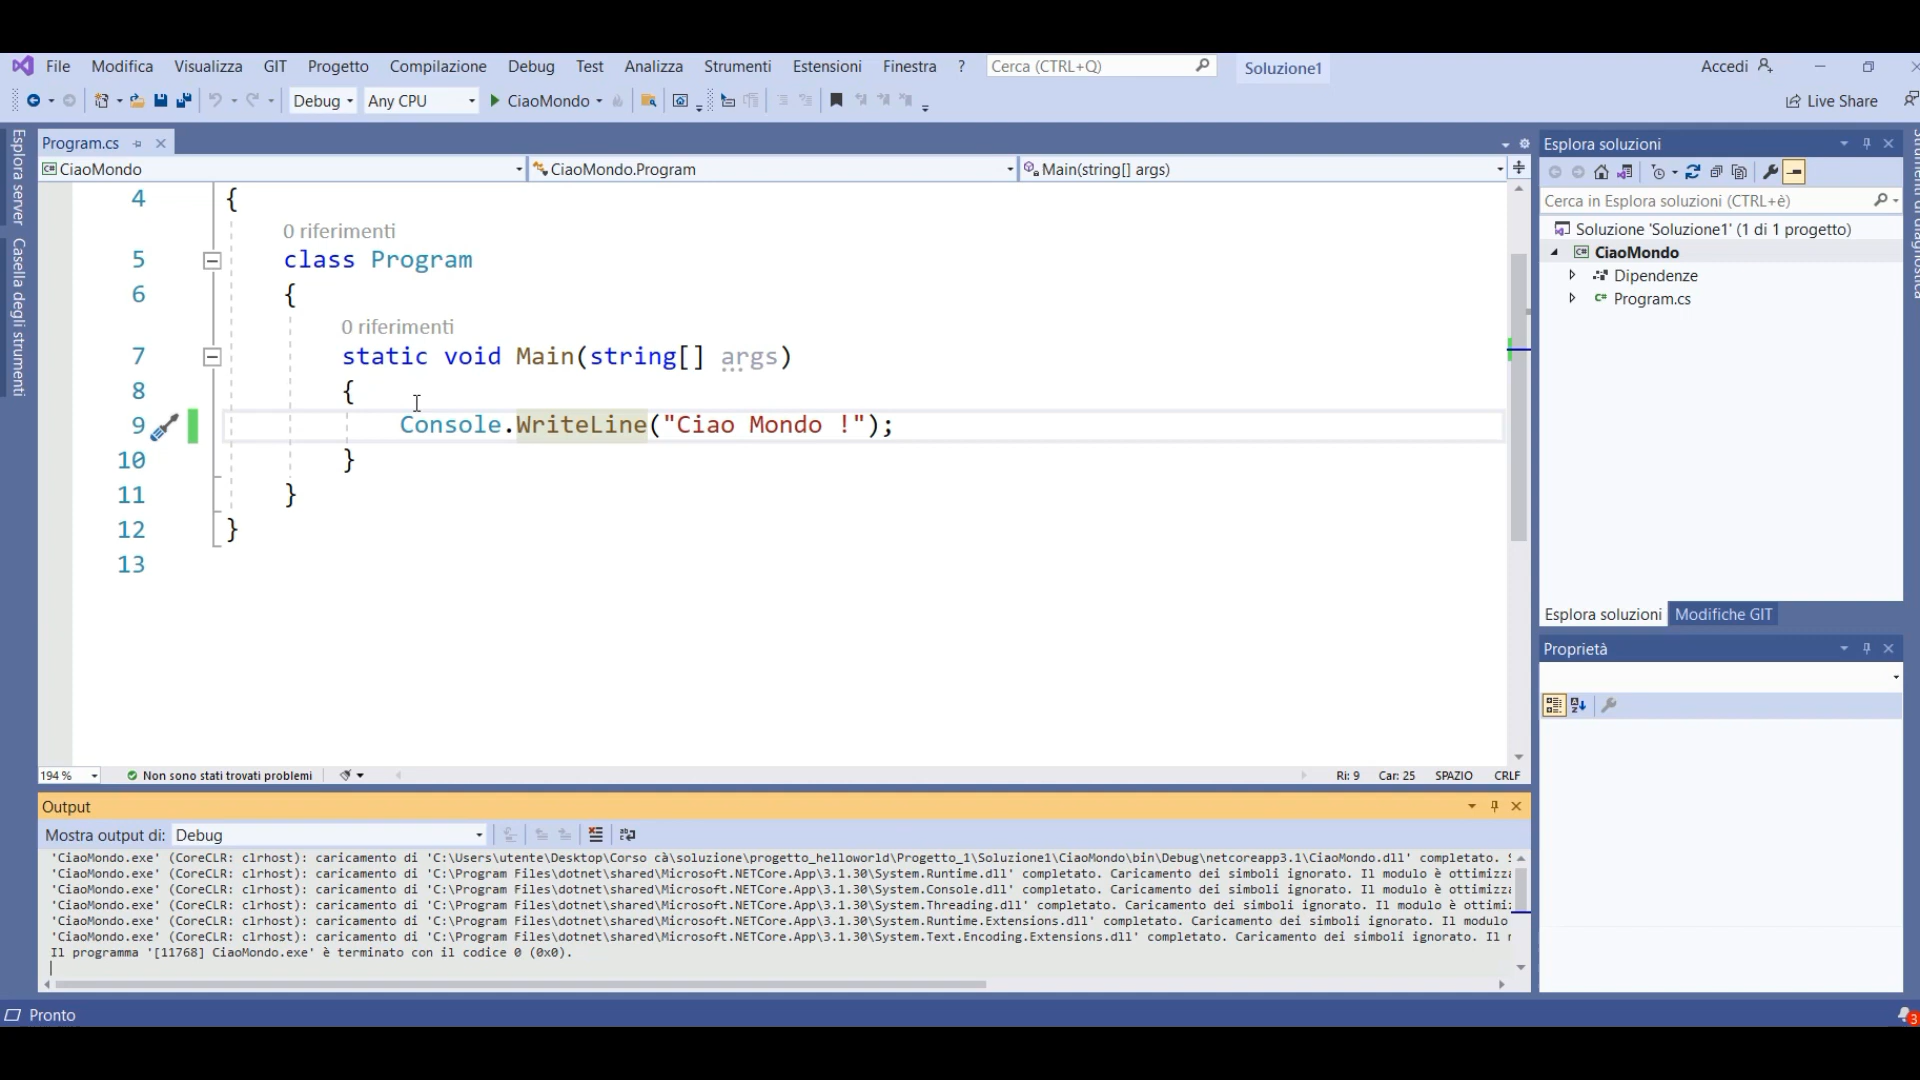 File Modifica Visualizza GIT Progetto Compilazione Debug Test Analizza Strumenti Estensioni Finestra ? Cerca (CTRL+Q) Soluzione1 Accedi
Debug Any CPU CiaoMondo Live Share
Esplora server
Casella degli strumenti
Program.cs
CiaoMondo CiaoMondo.Program Main(string[] args)
4 {
0 riferimenti
5 class Program
6 {
0 riferimenti
7 static void Main(string[] args)
8 {
9 Console.WriteLine("Ciao Mondo !");
10 }
11 }
12 }
13
194 % Non sono stati trovati problemi Ri: 9 Car: 25 SPAZIO CRLF
Output
Mostra output di: Debug
'CiaoMondo.exe' (CoreCLR: clrhost): caricamento di 'C:\Users\utente\Desktop\Corso cà\soluzione\progetto_helloworld\Progetto_1\Soluzione1\CiaoMondo\bin\Debug\netcoreapp3.1\CiaoMondo.dll' completato.
'CiaoMondo.exe' (CoreCLR: clrhost): caricamento di 'C:\Program Files\dotnet\shared\Microsoft.NETCore.App\3.1.30\System.Runtime.dll' completato. Caricamento dei simboli ignorato. Il modulo è ottimizza
'CiaoMondo.exe' (CoreCLR: clrhost): caricamento di 'C:\Program Files\dotnet\shared\Microsoft.NETCore.App\3.1.30\System.Console.dll' completato. Caricamento dei simboli ignorato. Il modulo è ottimizza
'CiaoMondo.exe' (CoreCLR: clrhost): caricamento di 'C:\Program Files\dotnet\shared\Microsoft.NETCore.App\3.1.30\System.Threading.dll' completato. Caricamento dei simboli ignorato. Il modulo è ottimi
'CiaoMondo.exe' (CoreCLR: clrhost): caricamento di 'C:\Program Files\dotnet\shared\Microsoft.NETCore.App\3.1.30\System.Runtime.Extensions.dll' completato. Caricamento dei simboli ignorato. Il modulo
'CiaoMondo.exe' (CoreCLR: clrhost): caricamento di 'C:\Program Files\dotnet\shared\Microsoft.NETCore.App\3.1.30\System.Text.Encoding.Extensions.dll' completato. Caricamento dei simboli ignorato. Il
Il programma '[11768] CiaoMondo.exe' è terminato con il codice 0 (0x0).
Esplora soluzioni
Cerca in Esplora soluzioni (CTRL+è)
Soluzione 'Soluzione1' (1 di 1 progetto)
CiaoMondo
Dipendenze
Program.cs
Esplora soluzioni Modifiche GIT
Proprietà
Pronto
3